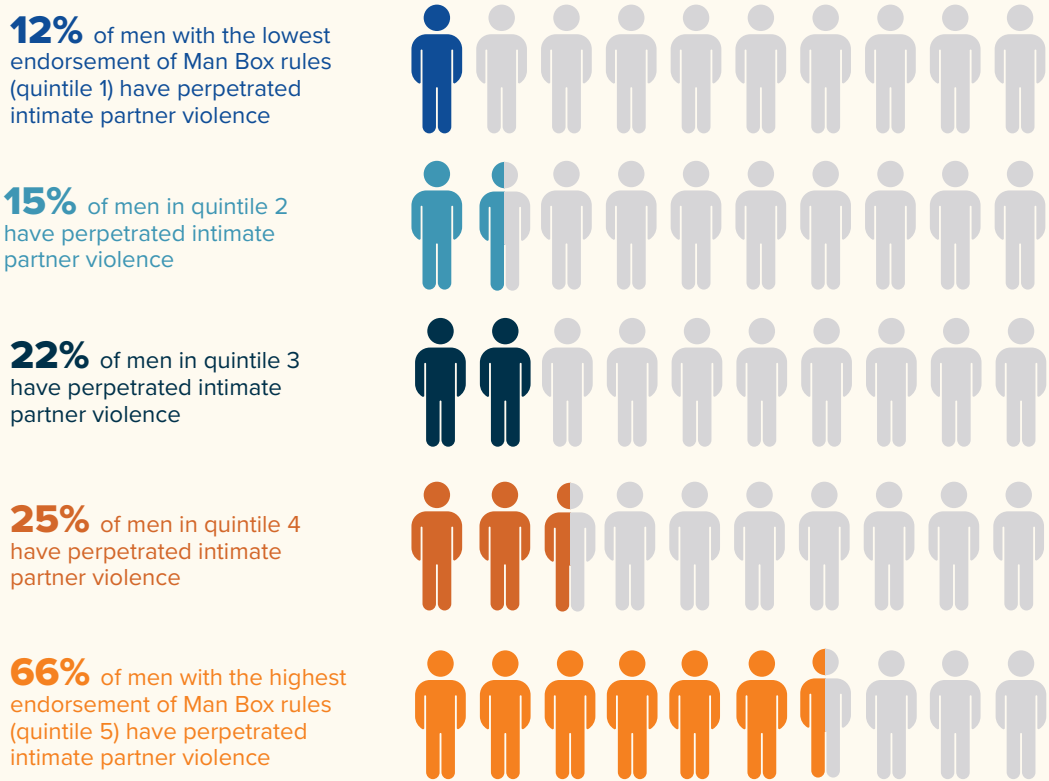 12% of men with the lowest
endorsement of Man Box rules
(quintile 1) have perpetrated
intimate partner violence
15% of men in quintile 2
have perpetrated intimate
partner violence
22% of men in quintile 3
have perpetrated intimate
partner violence
25% of men in quintile 4
have perpetrated intimate
partner violence
66% of men with the highest
endorsement of Man Box rules
(quintile 5) have perpetrated
intimate partner violence